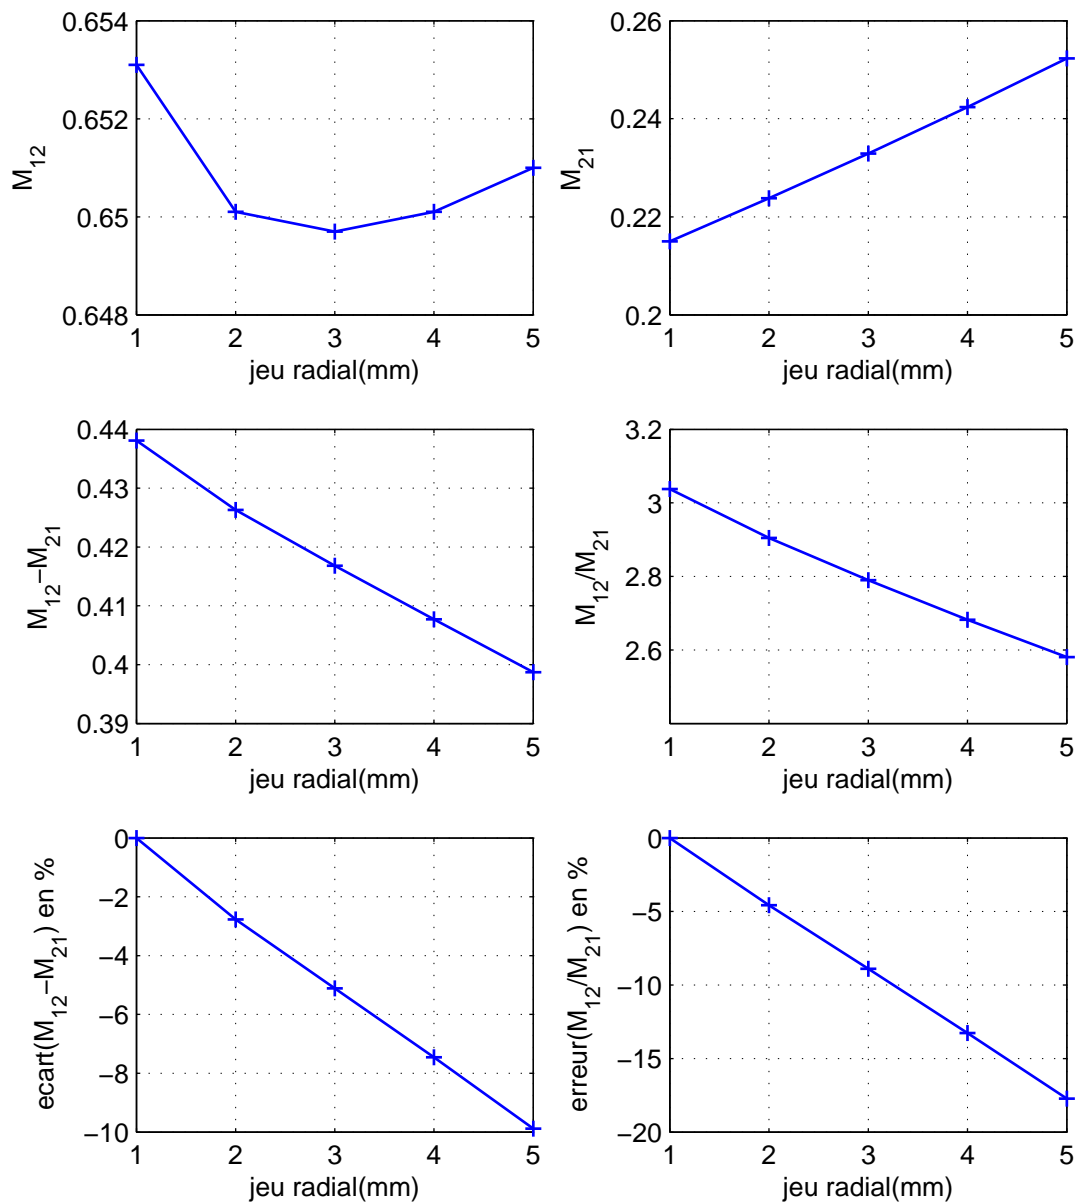 0.654
0.652
0.65
0.648
M12
1 2 3 4 5
jeu radial(mm)
0.26
0.24
0.22
0.2
M21
1 2 3 4 5
jeu radial(mm)
0.44
0.43
0.42
0.41
0.4
0.39
M12−M21
1 2 3 4 5
jeu radial(mm)
3.2
3
2.8
2.6
M12/M21
1 2 3 4 5
jeu radial(mm)
0
−2
−4
−6
−8
−10
ecart(M12−M21) en %
1 2 3 4 5
jeu radial(mm)
0
−5
−10
−15
−20
erreur(M12/M21) en %
1 2 3 4 5
jeu radial(mm)